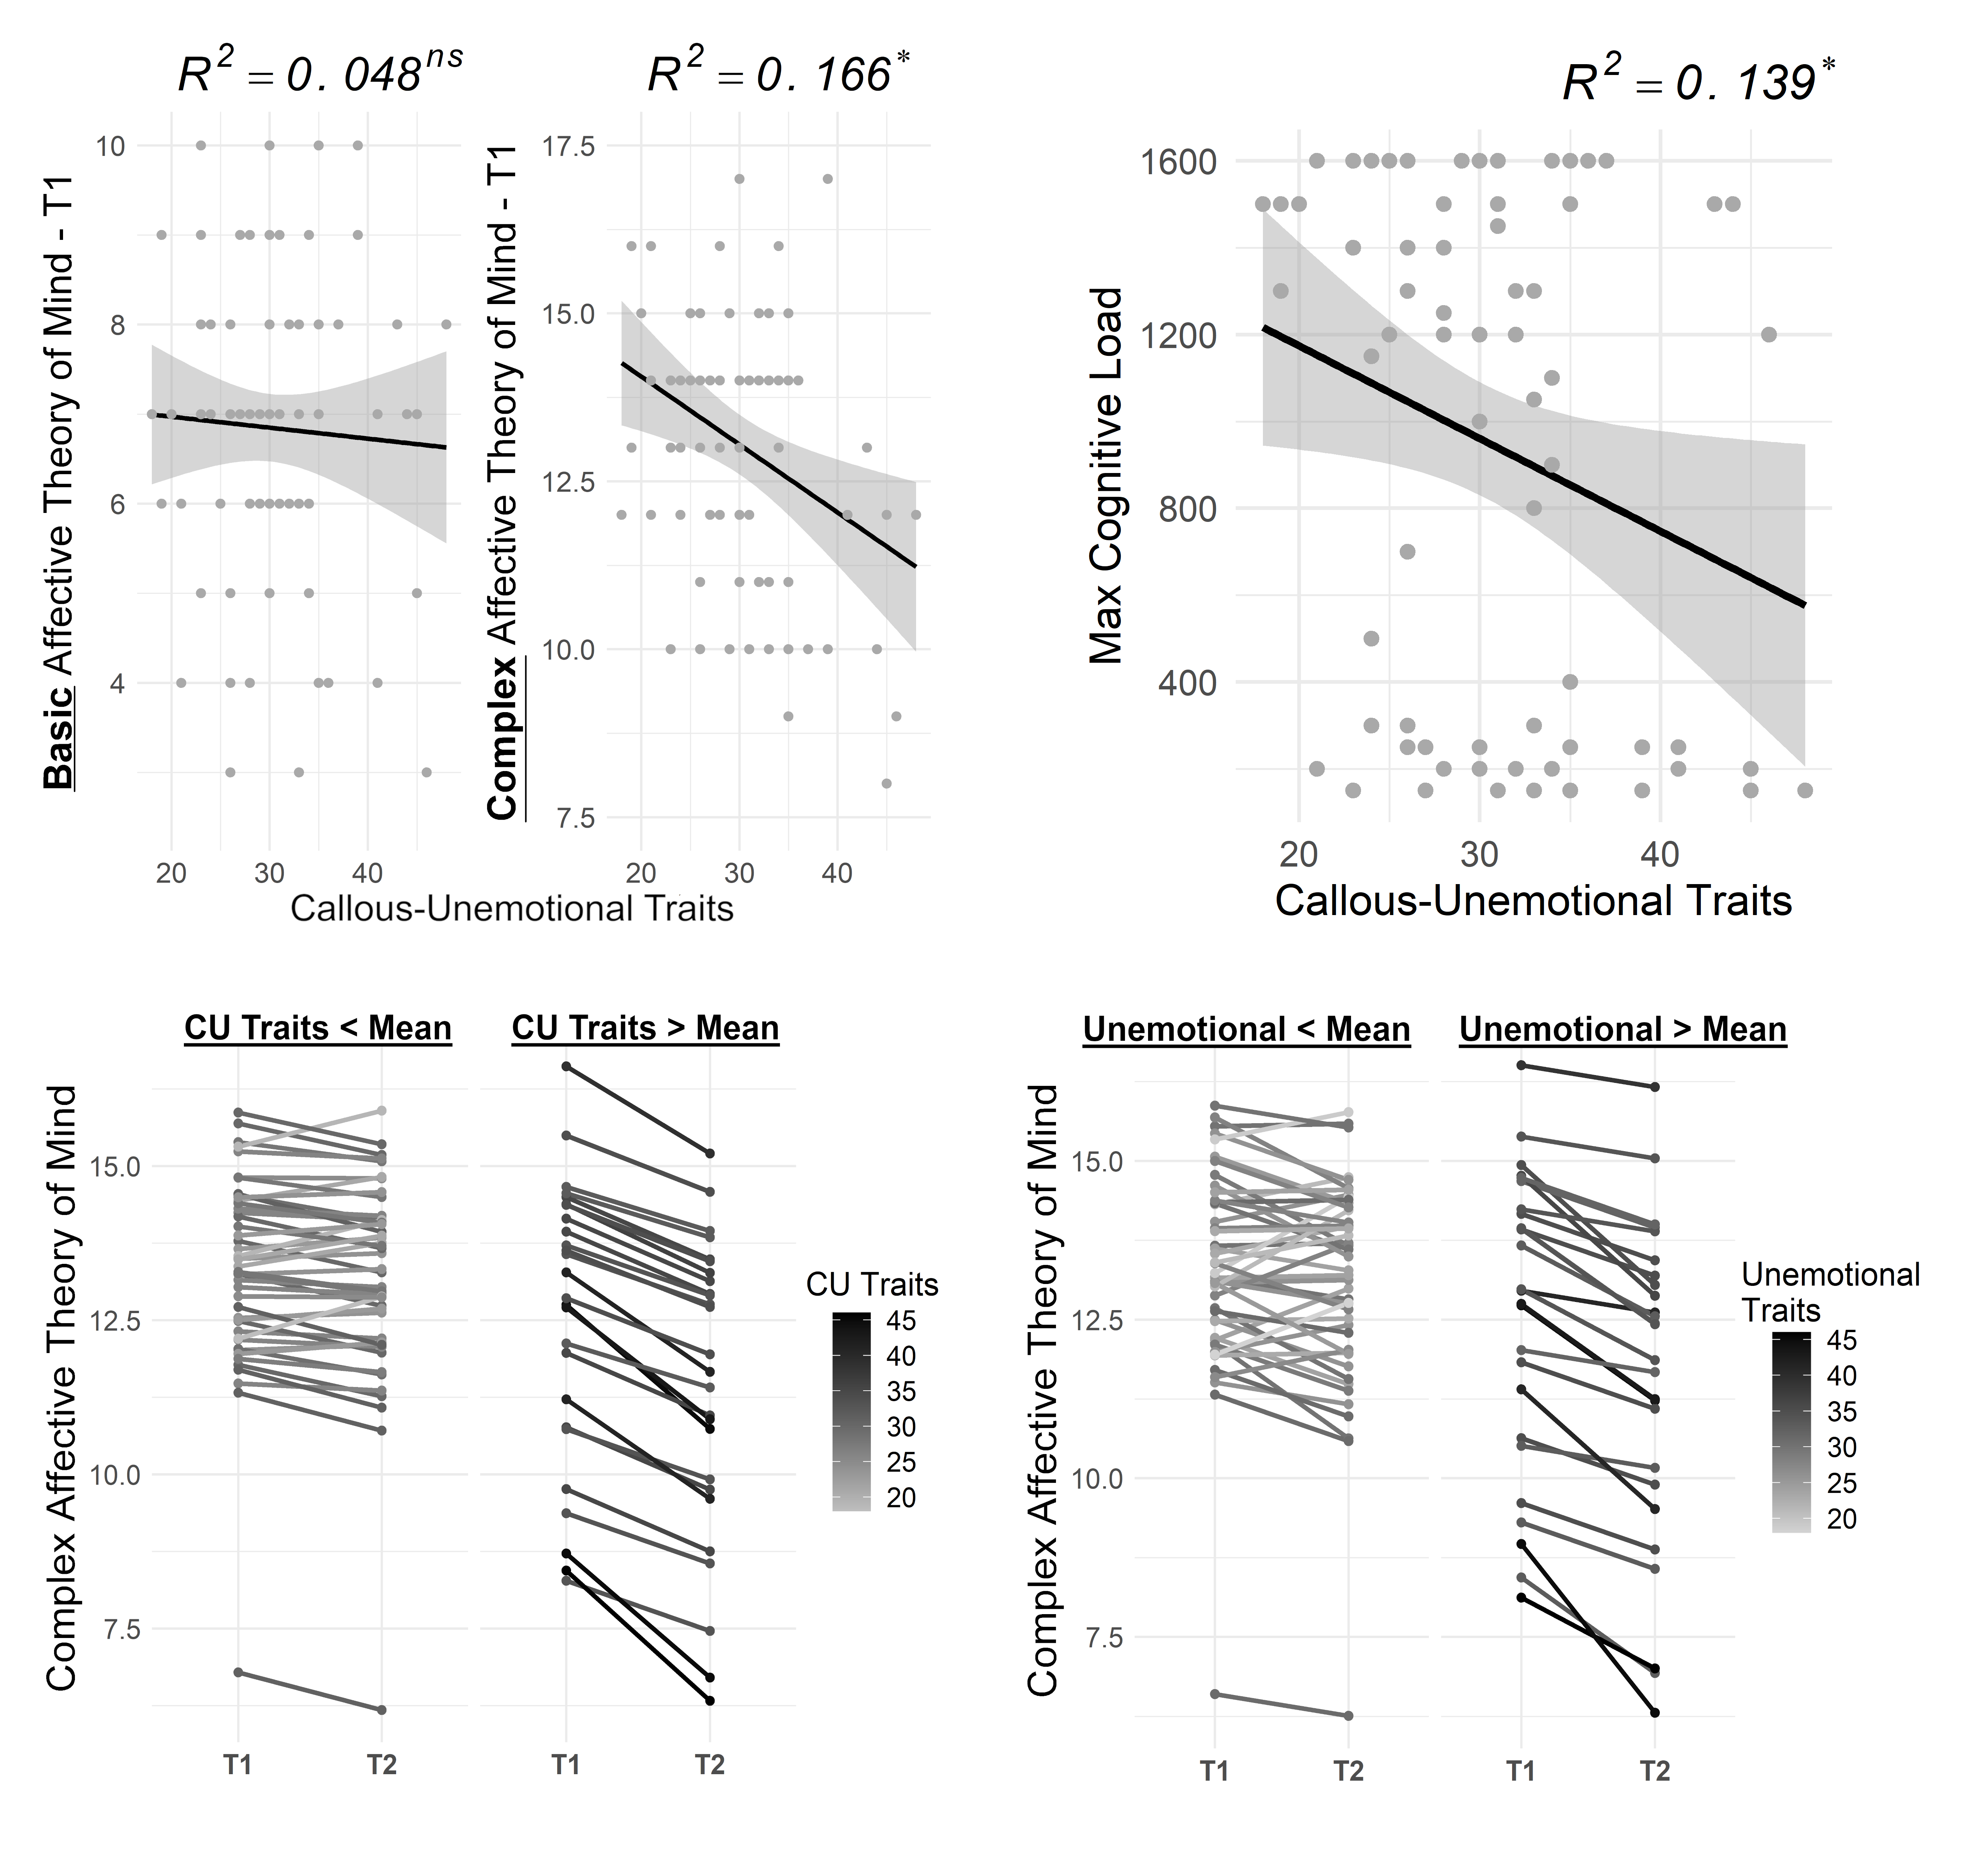 R² = 0. 048ⁿˢ
Basic Affective Theory of Mind - T1
10
8
6
4
20 30 40
R² = 0. 166*
Complex Affective Theory of Mind - T1
17.5
15.0
12.5
10.0
7.5
20 30 40
Callous-Unemotional Traits
R² = 0. 139*
Max Cognitive Load
1600
1200
800
400
20 30 40
Callous-Unemotional Traits
CU Traits < Mean
CU Traits > Mean
Complex Affective Theory of Mind
15.0
12.5
10.0
7.5
T1 T2
T1 T2
CU Traits
45
40
35
30
25
20
Unemotional < Mean
Unemotional > Mean
Complex Affective Theory of Mind
15.0
12.5
10.0
7.5
T1 T2
T1 T2
Unemotional
Traits
45
40
35
30
25
20